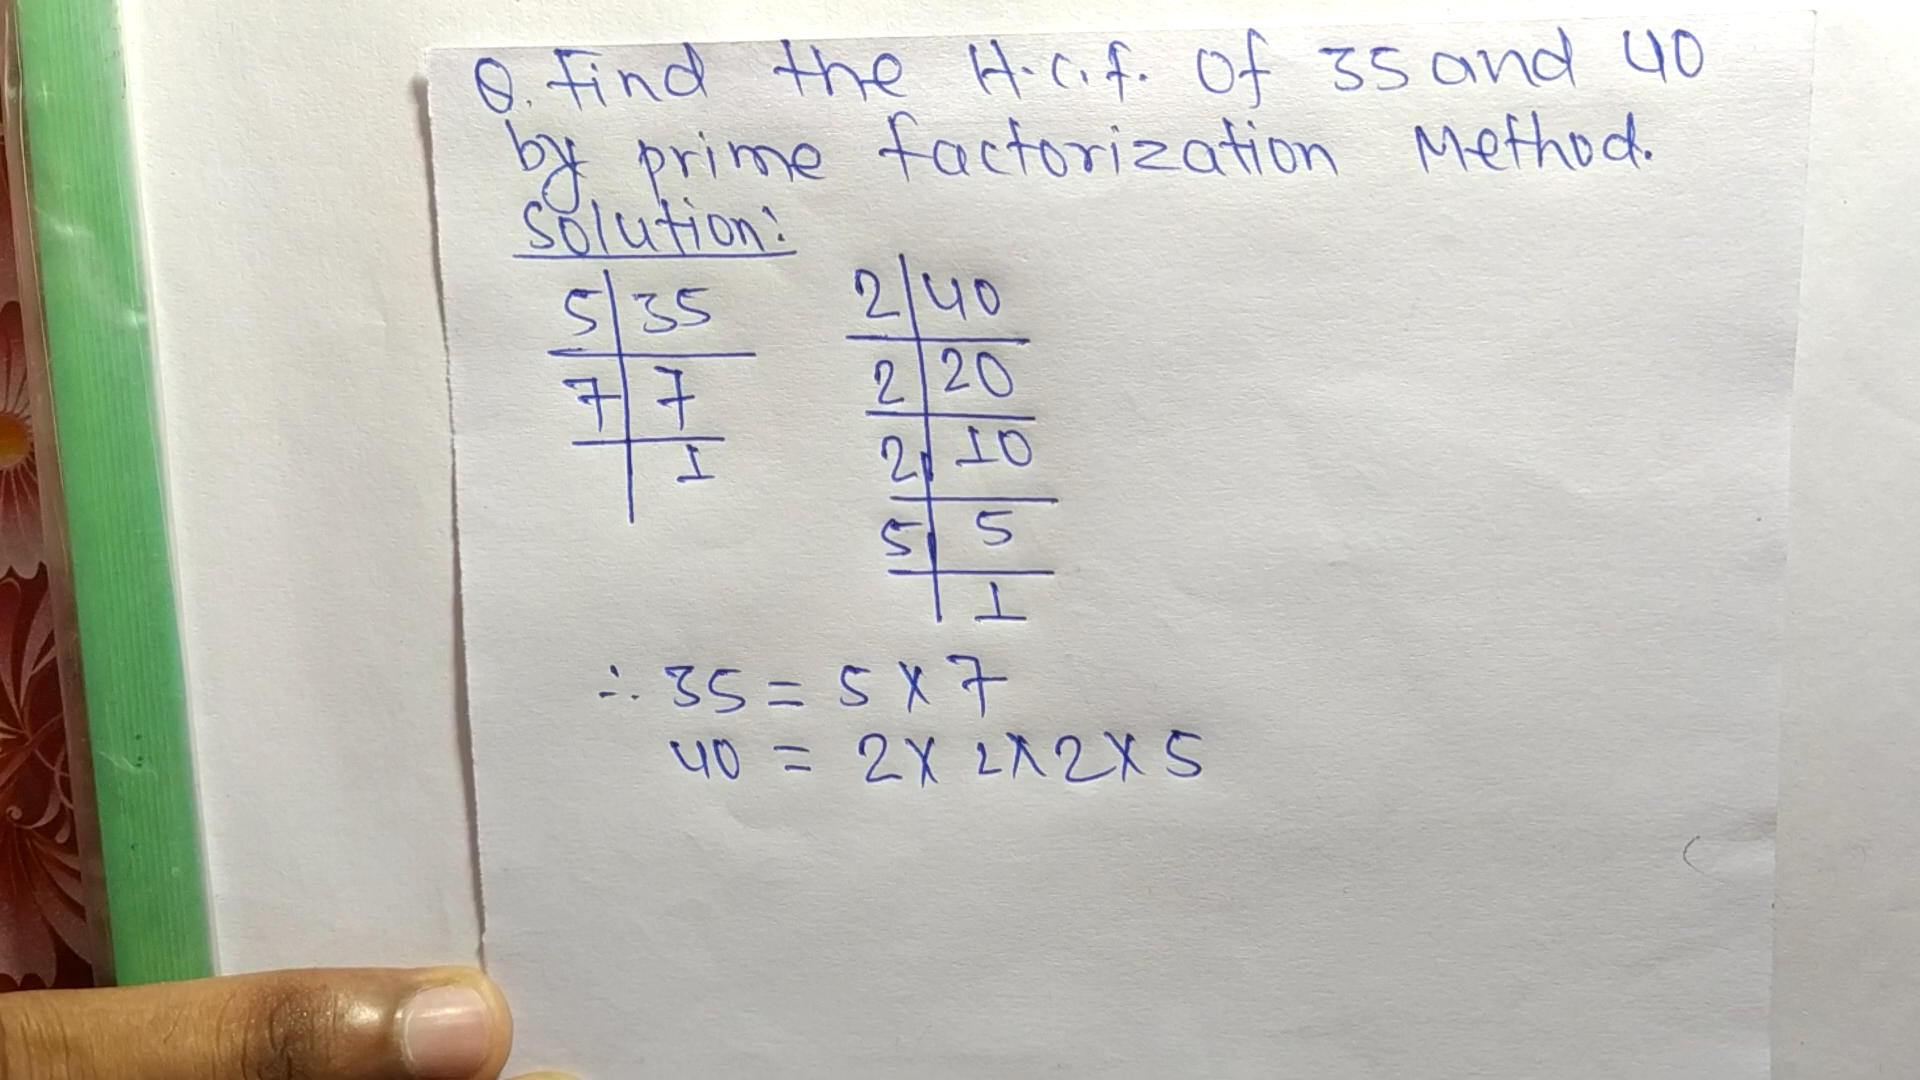 Q. Find the H.C.f. Of 35 and 40
by prime factorization Method.
Solution:
5 35
7 7
1
2 40
2 20
2 10
5 5
1
∴ 35 = 5 × 7
40 = 2 × 2 × 2 × 5